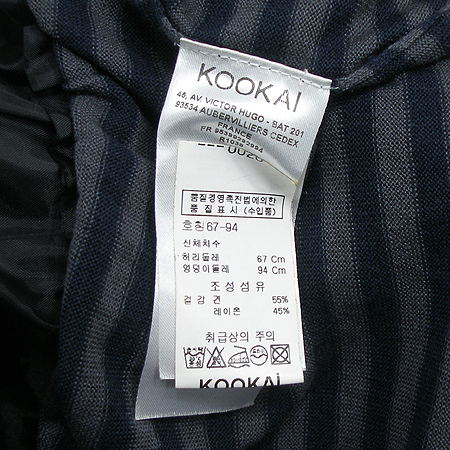 KOOKAI
46, AV. VICTOR HUGO - BAT 201
93534 AUBERVILLIERS CEDEX
FRANCE
품질경영촉진법에의한
품 질 표 시 (수입품)
호칭67-94
신체치수
허리둘레 67 Cm
엉덩이둘레 94 Cm
조 성 섬 유
겉 감 견 55%
레 이 온 45%
취급상의 주의
KOOKAI